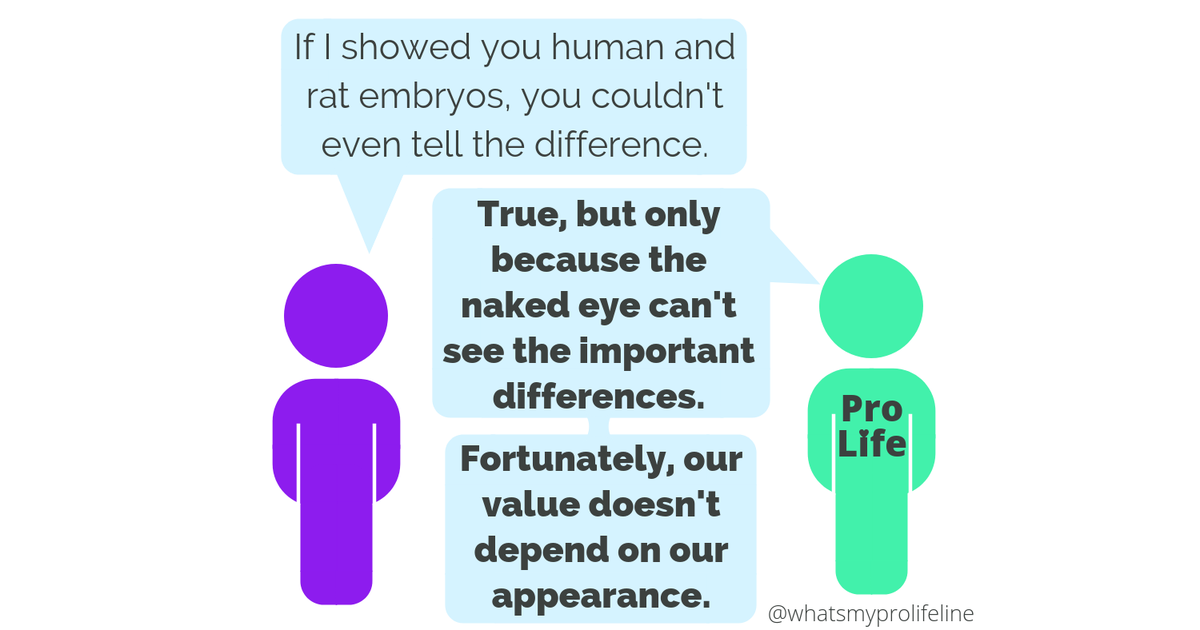 If I showed you human and
rat embryos, you couldn't
even tell the difference.
True, but only
because the
naked eye can't
see the important
differences.
Fortunately, our
value doesn't
depend on our
appearance.
Pro
Life
@whatsmyprolifeline